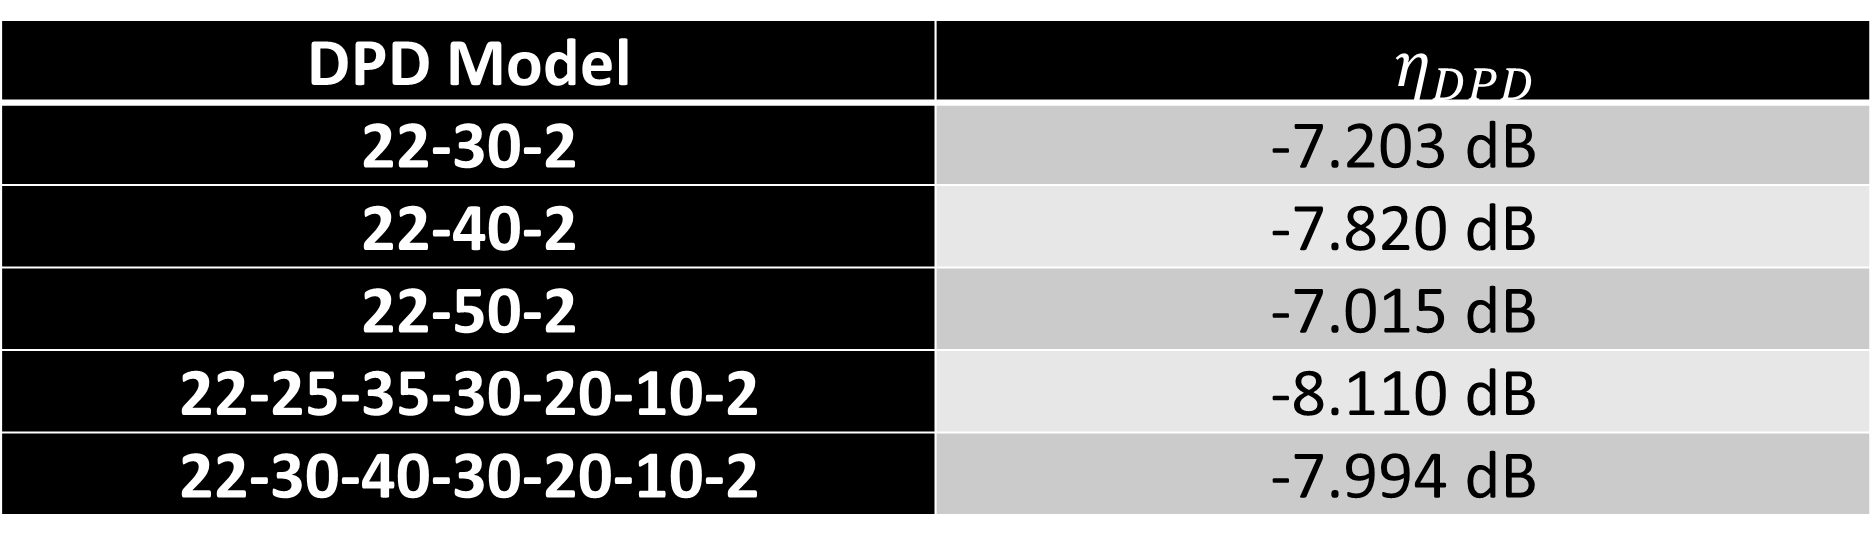 DPD Model η_DPD
22-30-2 -7.203 dB
22-40-2 -7.820 dB
22-50-2 -7.015 dB
22-25-35-30-20-10-2 -8.110 dB
22-30-40-30-20-10-2 -7.994 dB